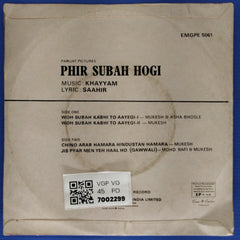 EMGPE 5061
PARIJAT PICTURES
PHIR SUBAH HOGI
MUSIC: KHAYYAM
LYRIC: SAAHIR
SIDE ONE
WOH SUBAH KABHI TO AAYEGI-I — MUKESH & ASHA BHOSLE
WOH SUBAH KABHI TO AAYEGI-II — MUKESH
SIDE TWO
CHINO ARAB HAMARA HINDUSTAN HAMARA — MUKESH
JIS PYAR MEN YEH HAAL HO (QAWWALI) — MOHD. RAFI & MUKESH
VGP VG
45 PO
7002299
RECORD
INDIA LIMITED
EP